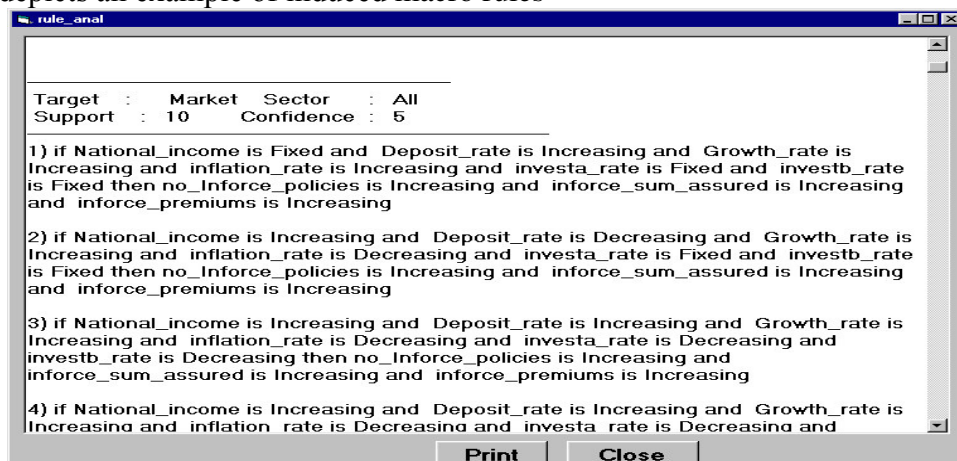 depicts an example of induced macro rules
rule_anal
Target : Market Sector : All
Support : 10 Confidence : 5
1) if National_income is Fixed and Deposit_rate is Increasing and Growth_rate is
Increasing and inflation_rate is Increasing and investa_rate is Fixed and investb_rate
is Fixed then no_Inforce_policies is Increasing and inforce_sum_assured is Increasing
and inforce_premiums is Increasing
2) if National_income is Increasing and Deposit_rate is Decreasing and Growth_rate is
Increasing and inflation_rate is Decreasing and investa_rate is Fixed and investb_rate
is Fixed then no_Inforce_policies is Increasing and inforce_sum_assured is Increasing
and inforce_premiums is Increasing
3) if National_income is Increasing and Deposit_rate is Increasing and Growth_rate is
Increasing and inflation_rate is Decreasing and investa_rate is Decreasing and
investb_rate is Decreasing then no_Inforce_policies is Increasing and
inforce_sum_assured is Increasing and inforce_premiums is Increasing
4) if National_income is Increasing and Deposit_rate is Increasing and Growth_rate is
Increasing and inflation_rate is Decreasing and investa_rate is Decreasing and
Print Close